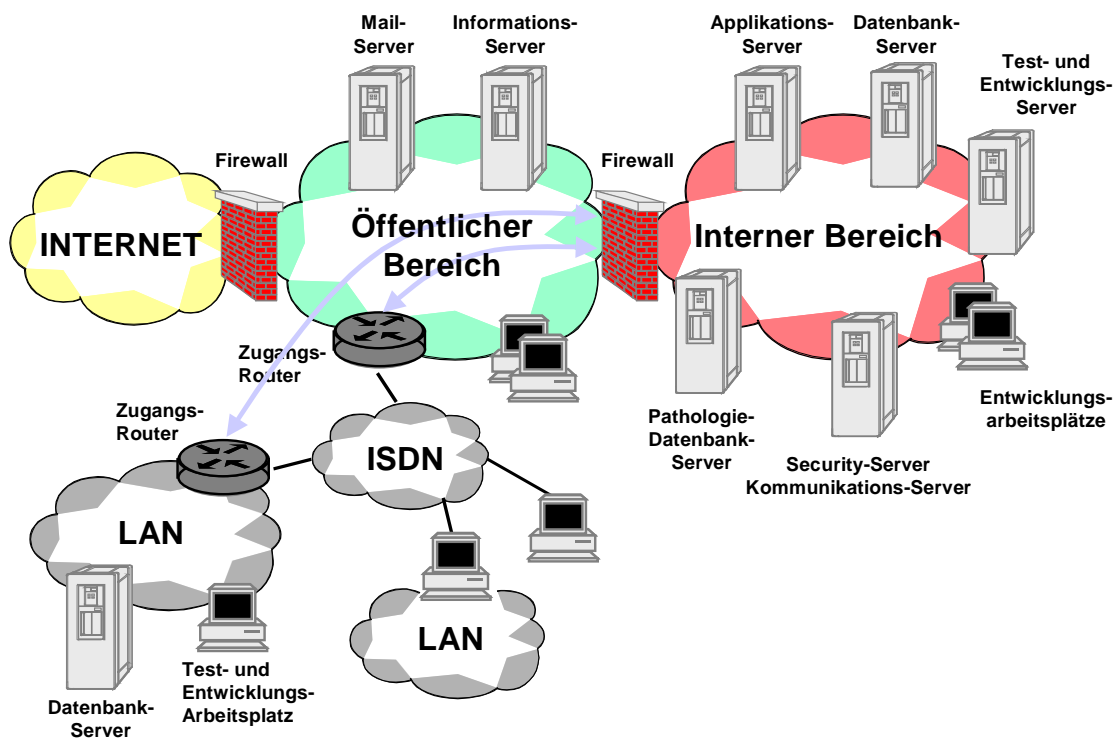 Mail-
Server
Informations-
Server
Applikations-
Server
Datenbank-
Server
Test- und
Entwicklungs-
Server
Firewall
Firewall
INTERNET
Öffentlicher
Bereich
Interner Bereich
Zugangs-
Router
Zugangs-
Router
ISDN
LAN
LAN
Pathologie-
Datenbank-
Server
Security-Server
Kommunikations-Server
Entwicklungs-
arbeitsplätze
Datenbank-
Server
Test- und
Entwicklungs-
Arbeitsplatz